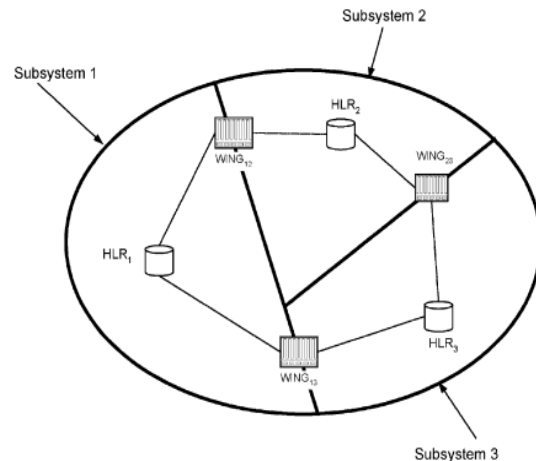 Subsystem 2
Subsystem 1
HLR₂
WING₁₂
WING₂₃
HLR₁
HLR₃
WING₁₃
Subsystem 3